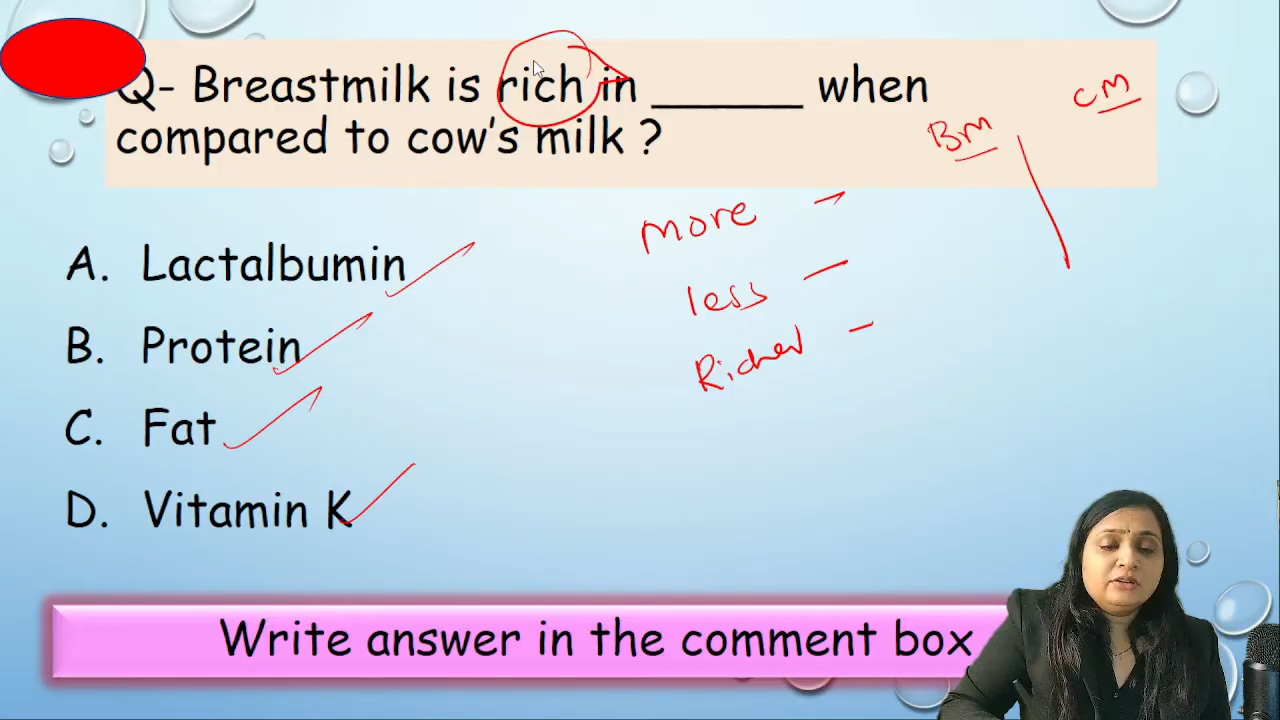 Q- Breastmilk is rich in ______ when
compared to cow's milk ?
BM
CM
A. Lactalbumin
B. Protein
C. Fat
D. Vitamin K
more
less
Richer
Write answer in the comment box